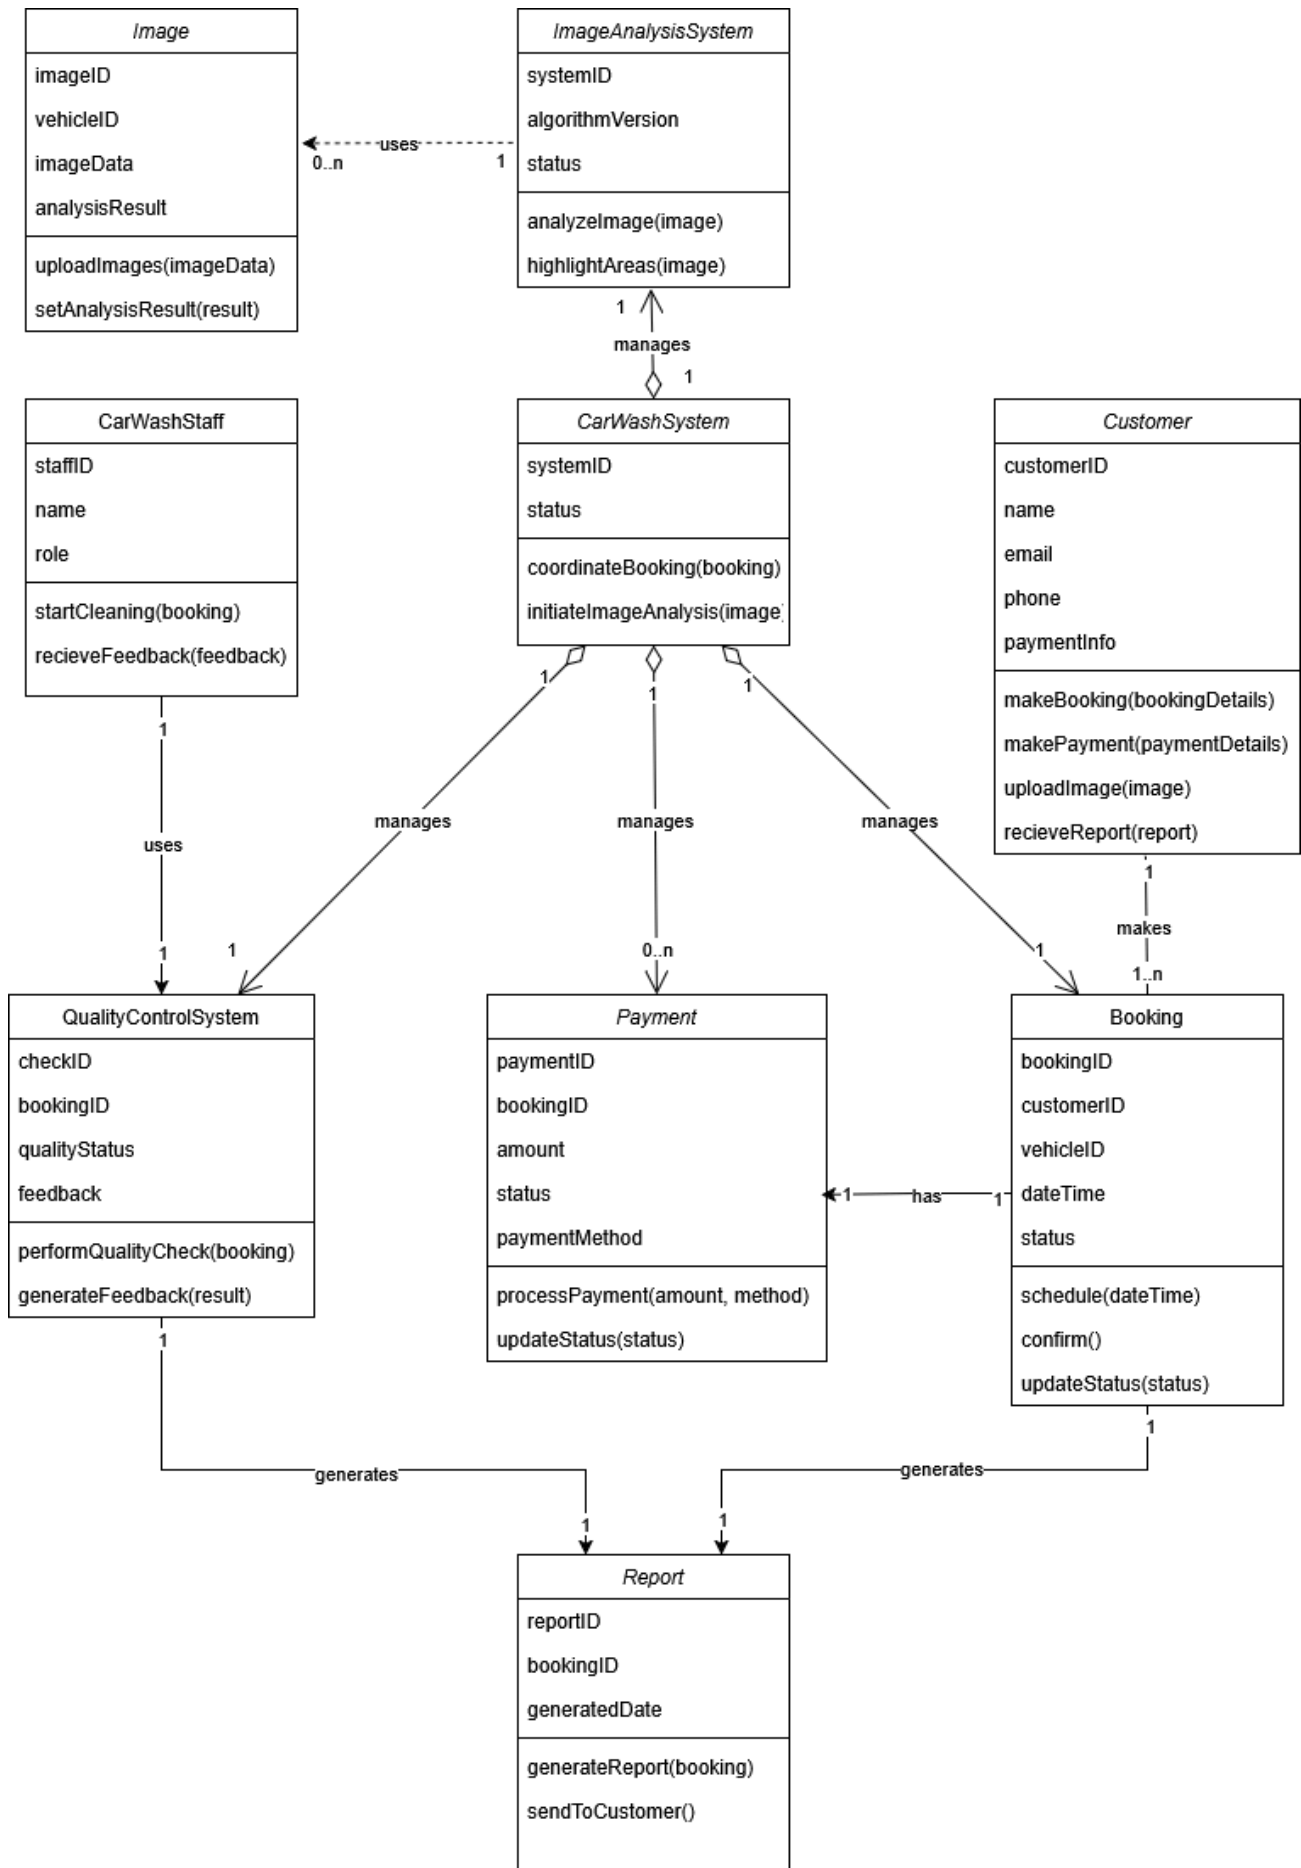 Image
imageID
vehicleID
imageData
analysisResult
uploadImages(imageData)
setAnalysisResult(result)
uses
0..n
1
ImageAnalysisSystem
systemID
algorithmVersion
status
analyzeImage(image)
highlightAreas(image)
1
manages
1
CarWashStaff
staffID
name
role
startCleaning(booking)
recieveFeedback(feedback)
1
uses
1
CarWashSystem
systemID
status
coordinateBooking(booking)
initiateImageAnalysis(image)
1
manages
1
1
manages
0..n
1
manages
1
Customer
customerID
name
email
phone
paymentInfo
makeBooking(bookingDetails)
makePayment(paymentDetails)
uploadImage(image)
recieveReport(report)
1
makes
1..n
QualityControlSystem
checkID
bookingID
qualityStatus
feedback
performQualityCheck(booking)
generateFeedback(result)
1
generates
1
Payment
paymentID
bookingID
amount
status
paymentMethod
processPayment(amount, method)
updateStatus(status)
1
has
1
Booking
bookingID
customerID
vehicleID
dateTime
status
schedule(dateTime)
confirm()
updateStatus(status)
1
generates
1
Report
reportID
bookingID
generatedDate
generateReport(booking)
sendToCustomer()